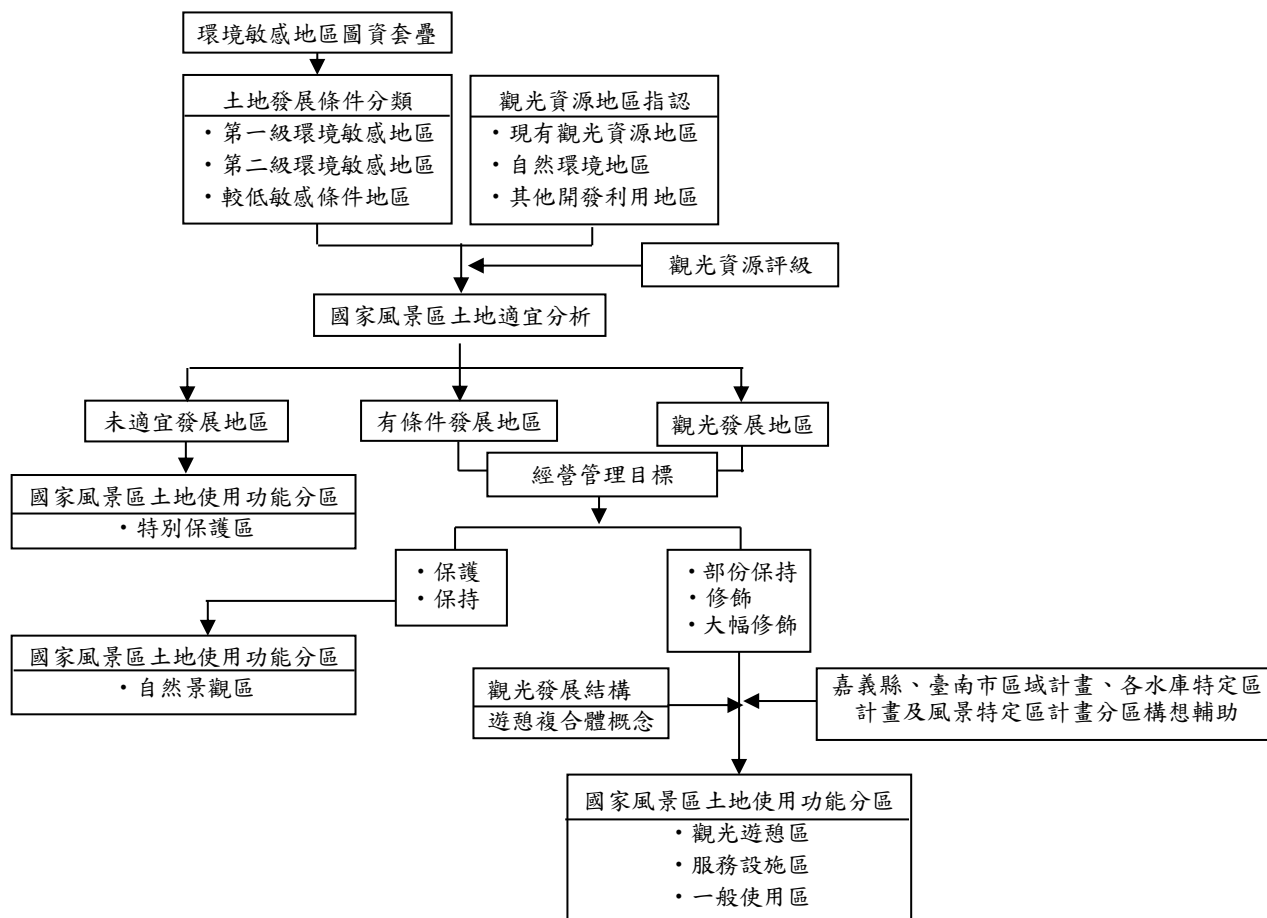 環境敏感地區圖資套疊
土地發展條件分類
・第一級環境敏感地區
・第二級環境敏感地區
・較低敏感條件地區
觀光資源地區指認
・現有觀光資源地區
・自然環境地區
・其他開發利用地區
觀光資源評級
國家風景區土地適宜分析
未適宜發展地區
有條件發展地區
觀光發展地區
經營管理目標
國家風景區土地使用功能分區
・特別保護區
・保護
・保持
・部份保持
・修飾
・大幅修飾
國家風景區土地使用功能分區
・自然景觀區
觀光發展結構
遊憩複合體概念
嘉義縣、臺南市區域計畫、各水庫特定區
計畫及風景特定區計畫分區構想輔助
國家風景區土地使用功能分區
・觀光遊憩區
・服務設施區
・一般使用區